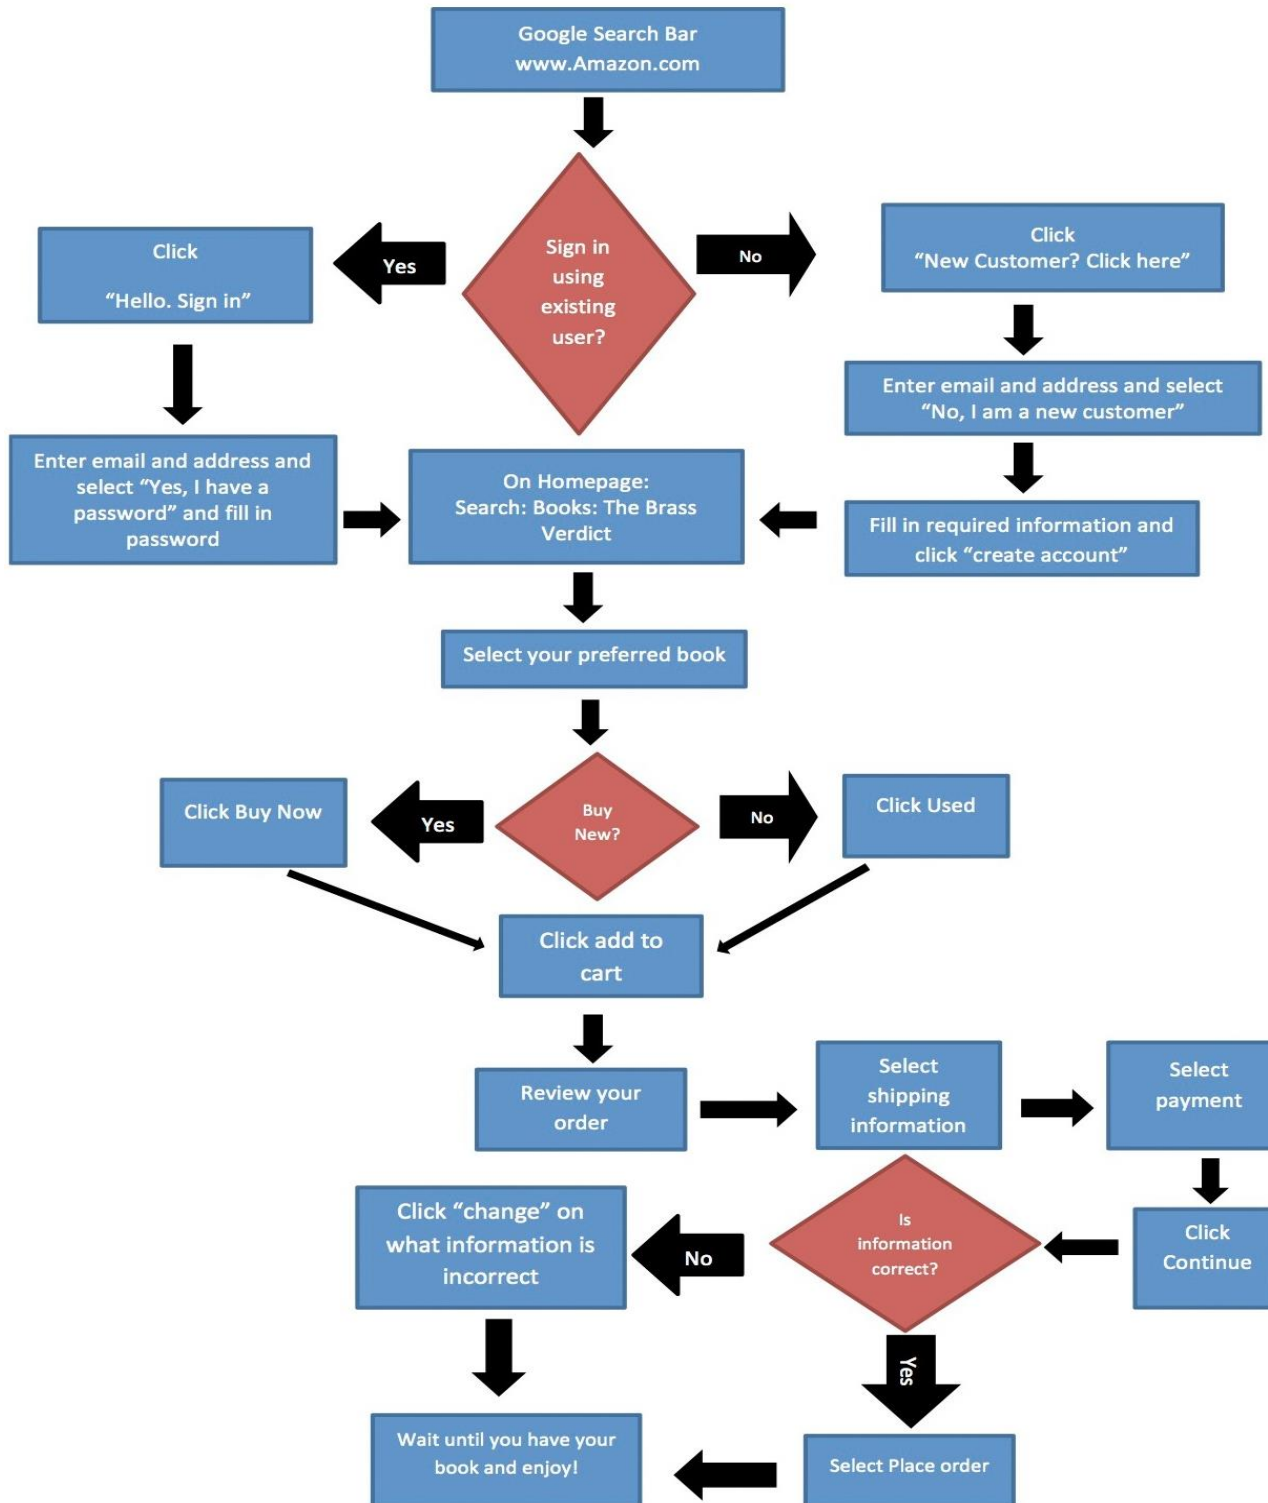 Google Search Bar
www.Amazon.com
Sign in
using
existing
user?
Yes
No
Click
"Hello. Sign in"
Click
"New Customer? Click here"
Enter email and address and select
"No, I am a new customer"
Enter email and address and
select "Yes, I have a
password" and fill in
password
On Homepage:
Search: Books: The Brass
Verdict
Fill in required information and
click "create account"
Select your preferred book
Buy
New?
Yes
No
Click Buy Now
Click Used
Click add to
cart
Review your
order
Select
shipping
information
Select
payment
Click
Continue
Is
information
correct?
No
Click "change" on
what information is
incorrect
Yes
Select Place order
Wait until you have your
book and enjoy!